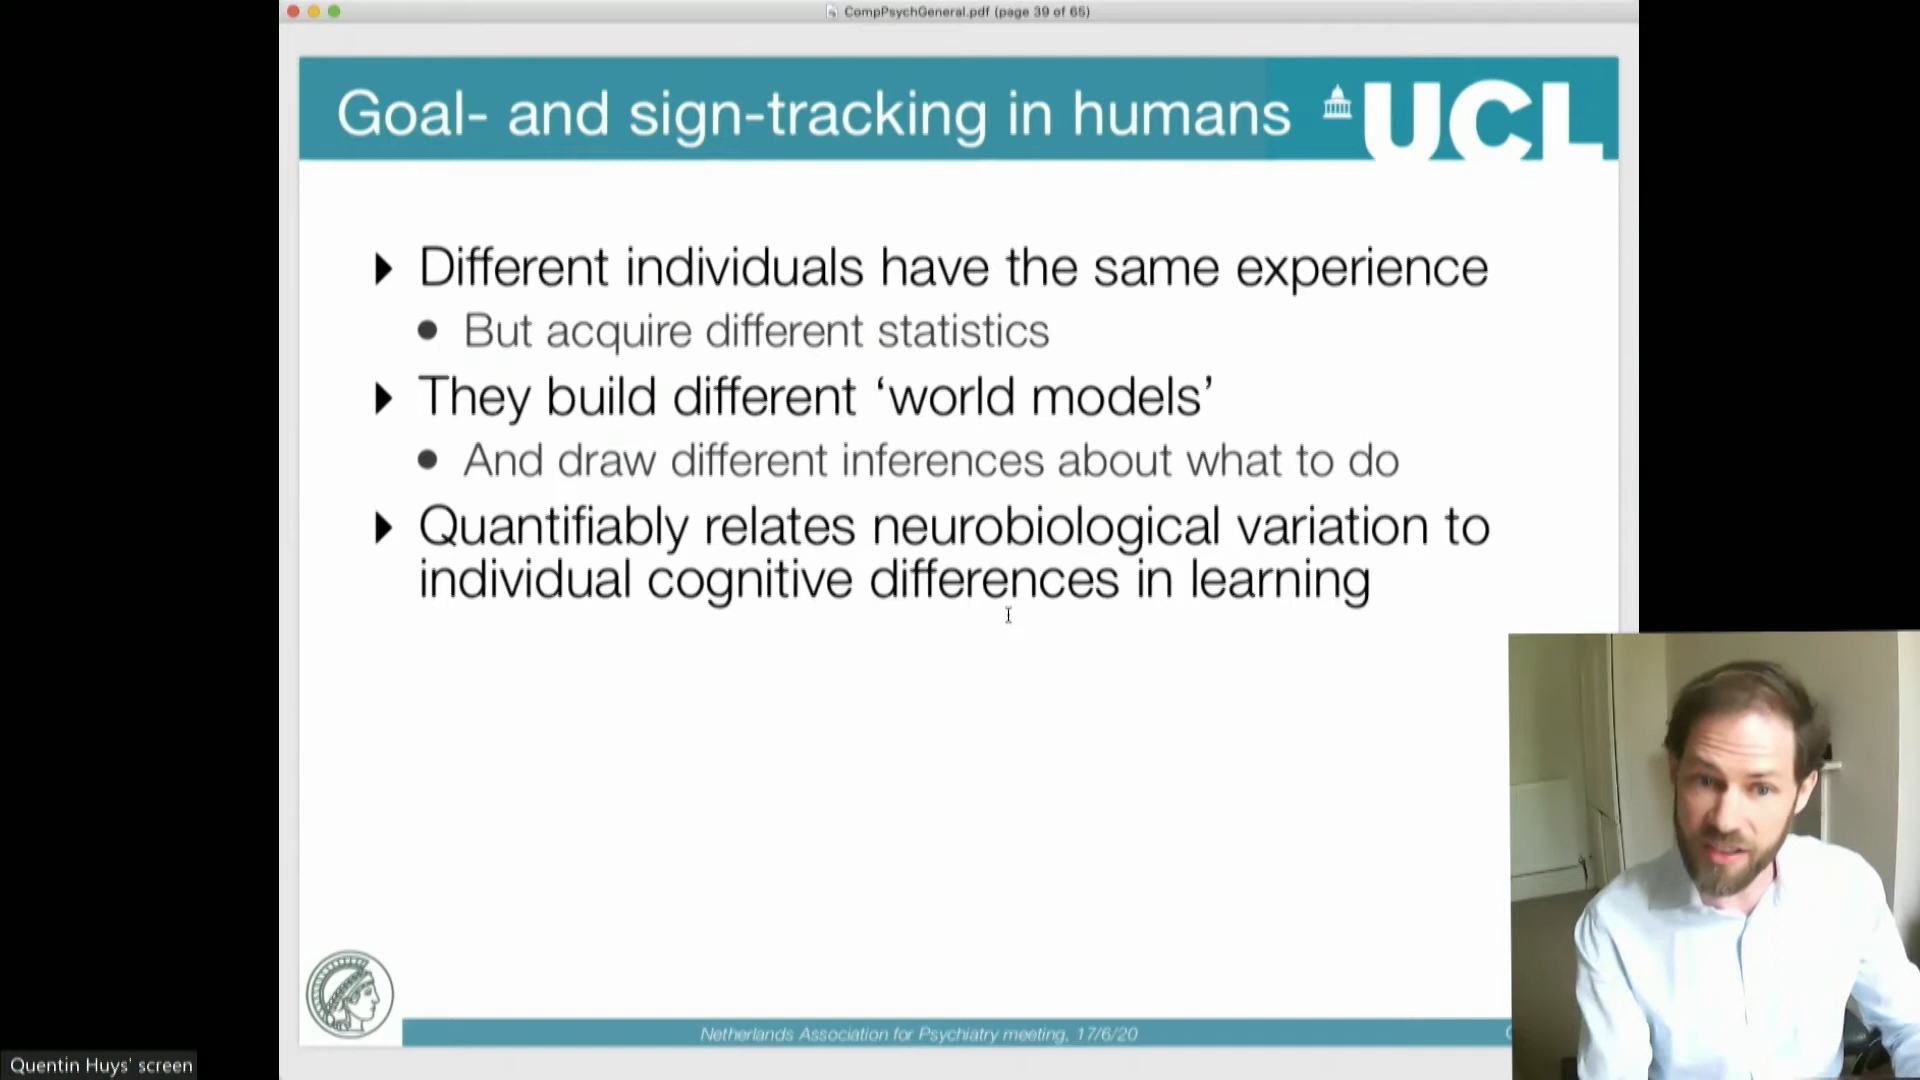 CompPsychGeneral.pdf (page 39 of 65)
Goal- and sign-tracking in humans
UCL
Different individuals have the same experience
But acquire different statistics
They build different ‘world models’
And draw different inferences about what to do
Quantifiably relates neurobiological variation to
individual cognitive differences in learning
Netherlands Association for Psychiatry meeting, 17/6/20
Quentin Huys' screen